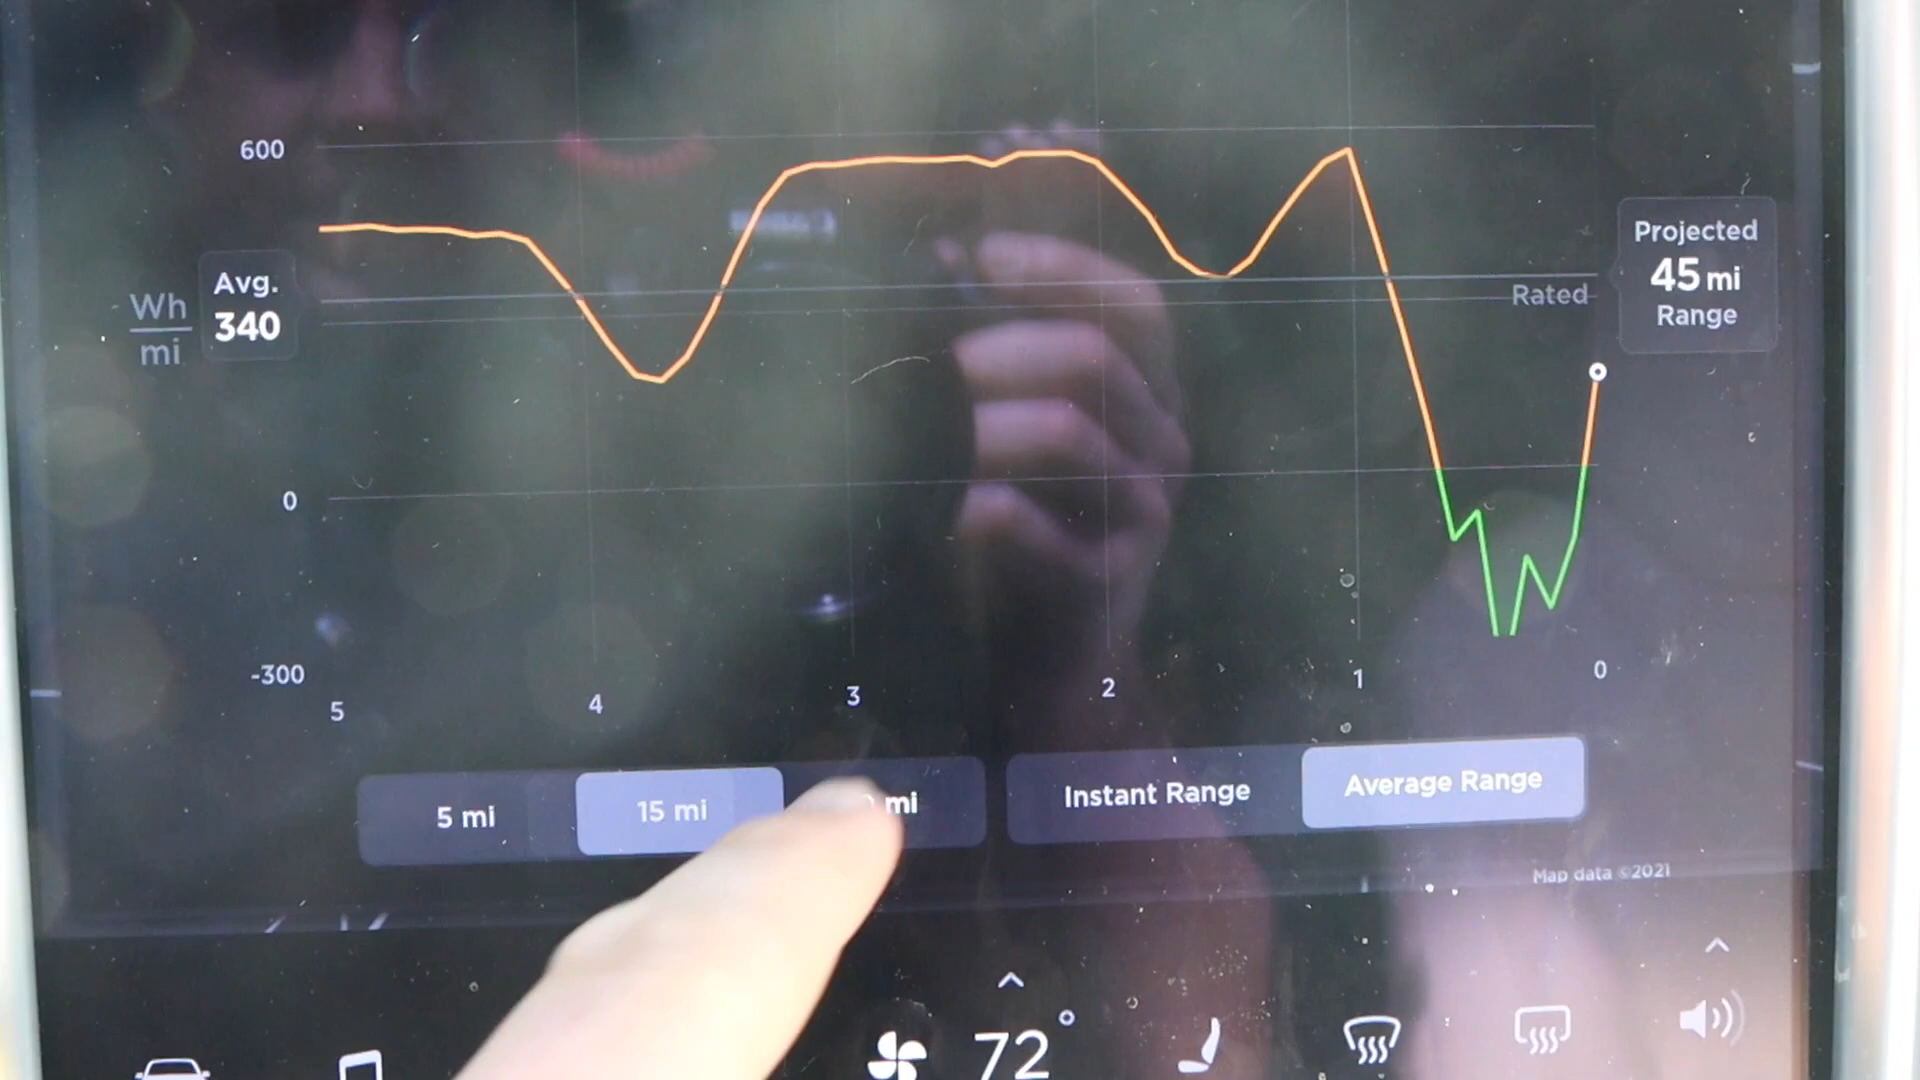 600
Projected
45 mi
Range
Avg.
340
Wh
mi
Rated
0
-300
5
4
3
2
1
0
5 mi
15 mi
mi
Instant Range
Average Range
Map data ©2021
72°